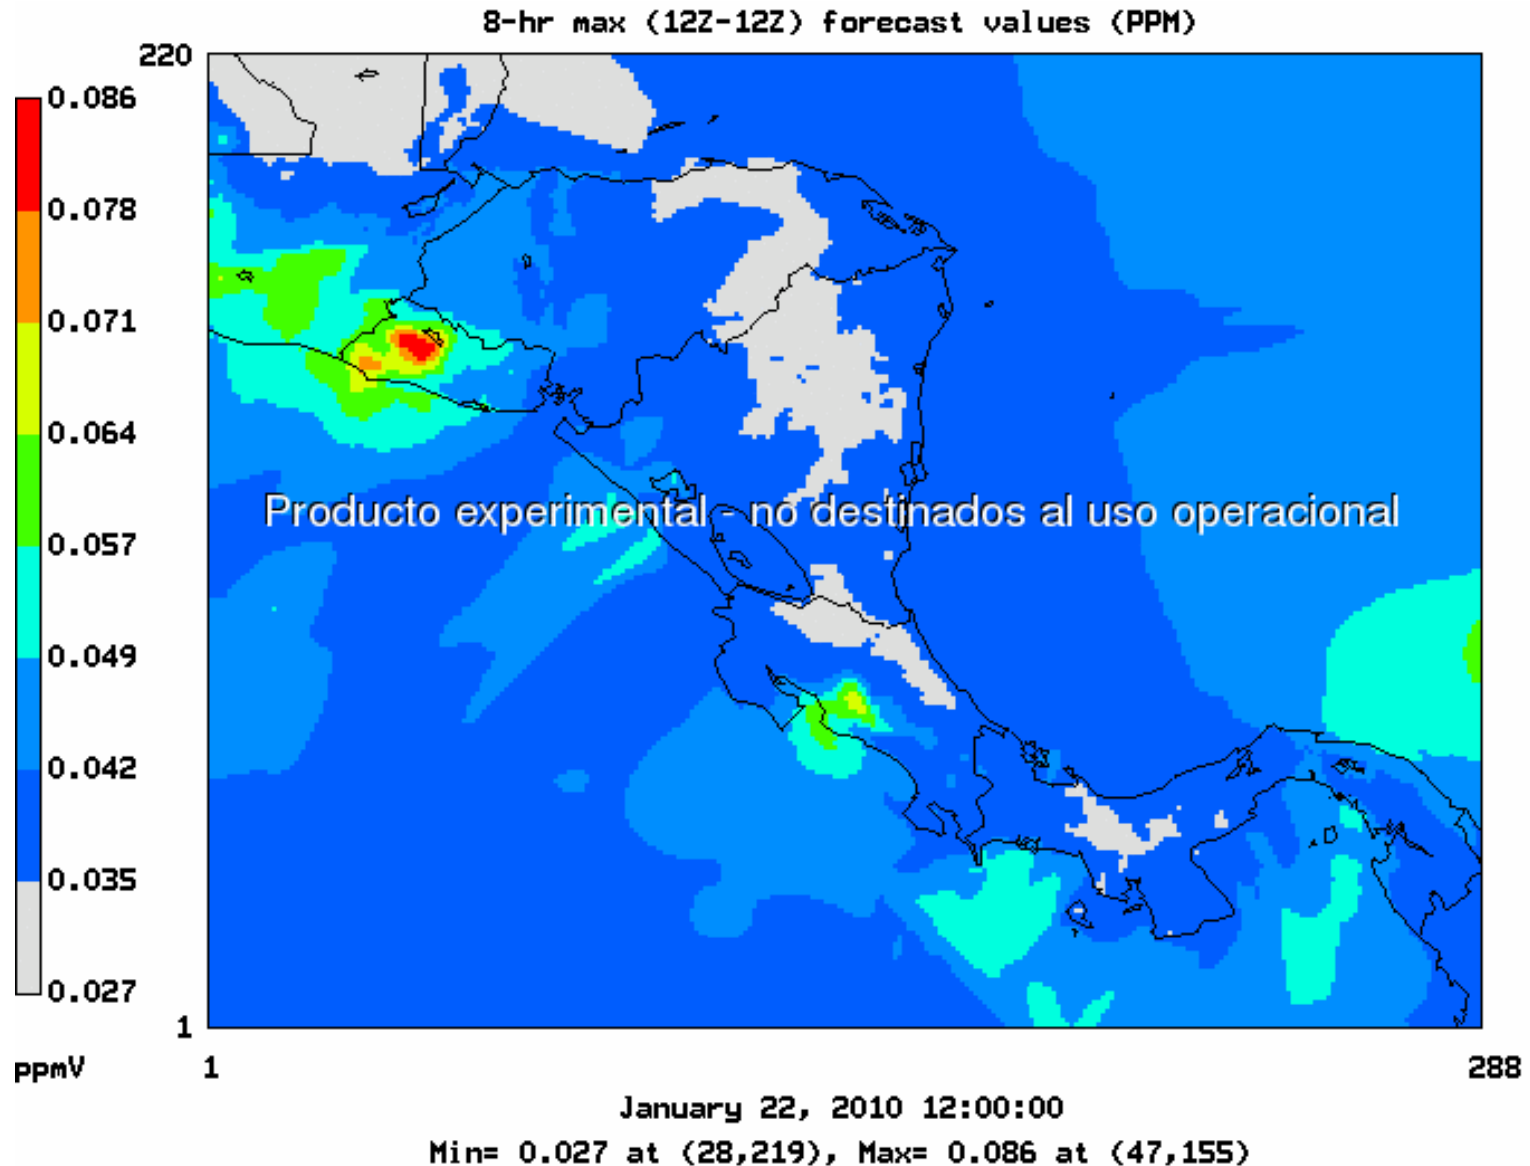 8-hr max (12Z-12Z) forecast values (PPM)
220
0.086
0.078
0.071
0.064
0.057
0.049
0.042
0.035
0.027
Producto experimental - no destinados al uso operacional
1
ppmV
1
288
January 22, 2010 12:00:00
Min= 0.027 at (28,219), Max= 0.086 at (47,155)